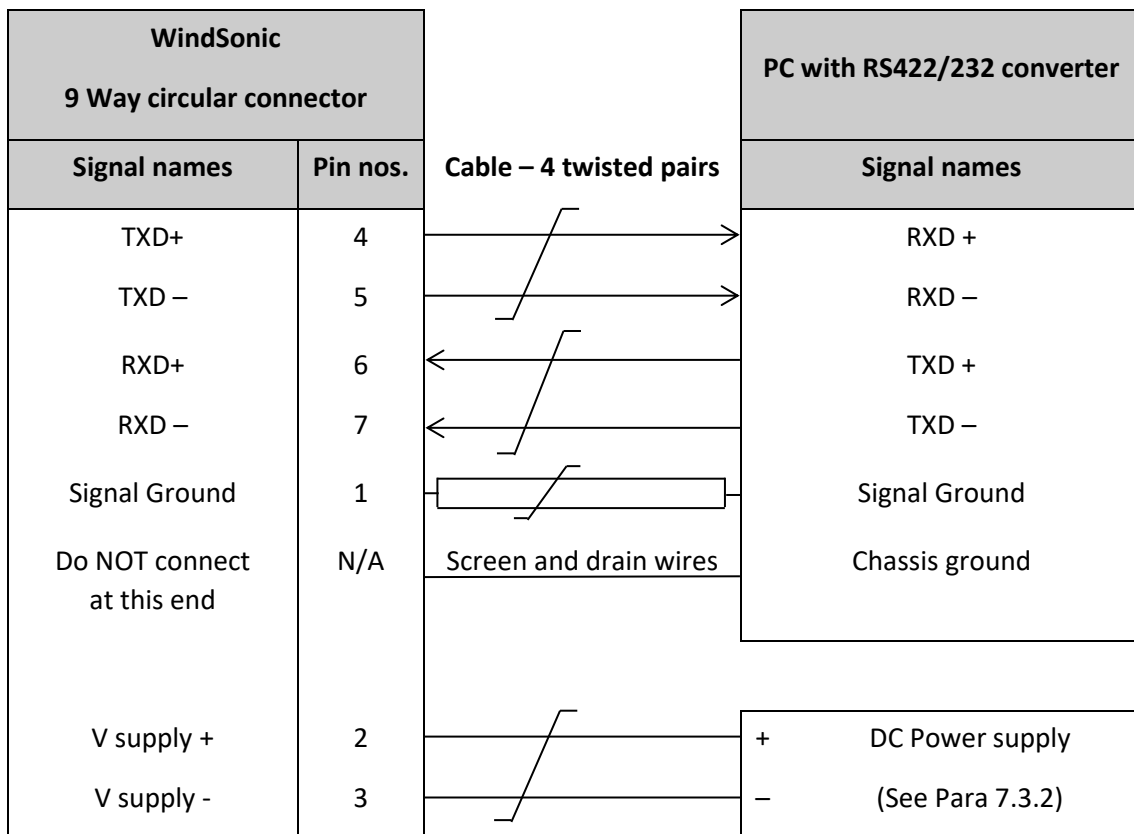 WindSonic
9 Way circular connector
PC with RS422/232 converter
Signal names Pin nos. Cable – 4 twisted pairs Signal names
TXD+ 4 RXD +
TXD – 5 RXD –
RXD+ 6 TXD +
RXD – 7 TXD –
Signal Ground 1 Signal Ground
Do NOT connect N/A Screen and drain wires Chassis ground
at this end
V supply + 2 + DC Power supply
V supply - 3 – (See Para 7.3.2)